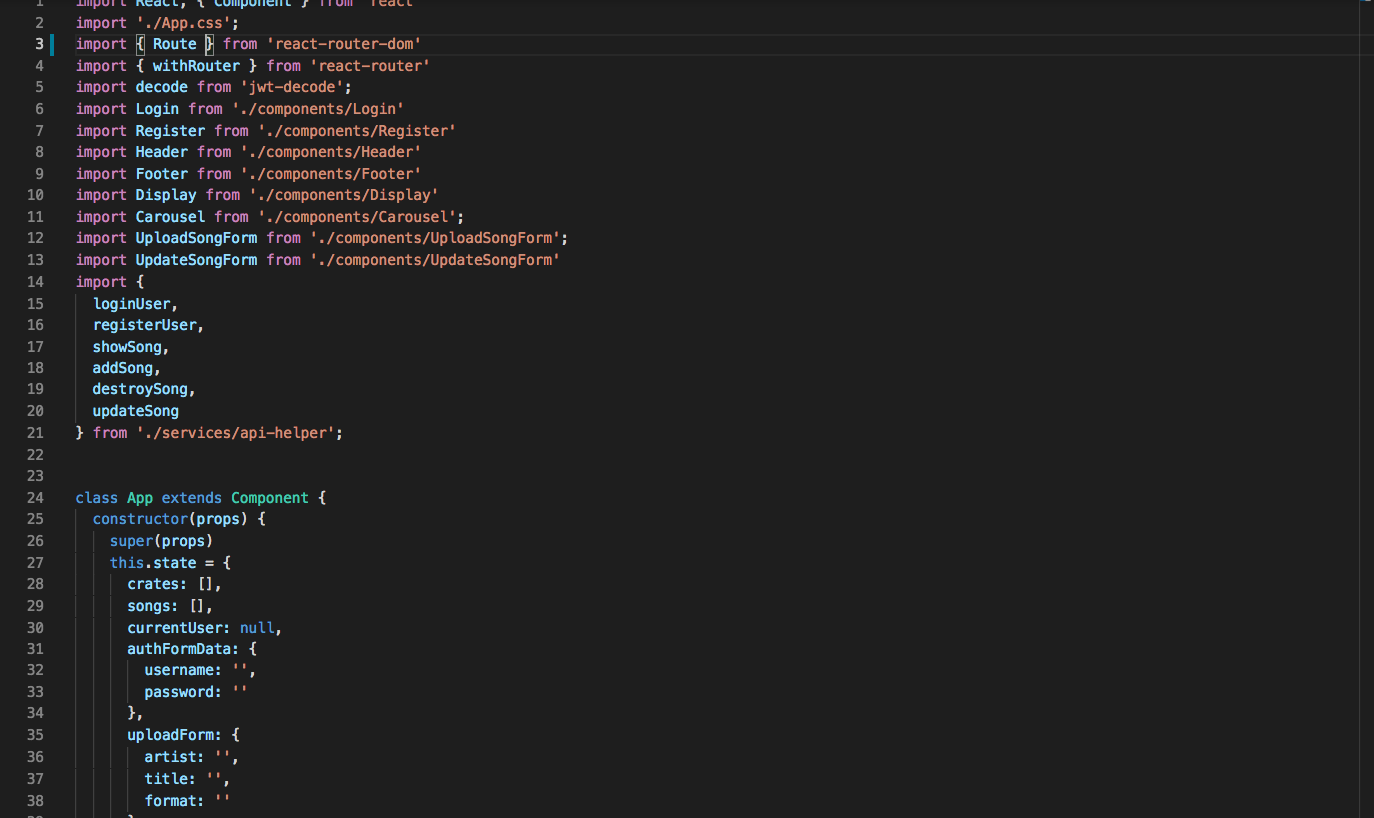 1 import React, { Component } from 'react'
2 import './App.css';
3 import { Route } from 'react-router-dom'
4 import { withRouter } from 'react-router'
5 import decode from 'jwt-decode';
6 import Login from './components/Login'
7 import Register from './components/Register'
8 import Header from './components/Header'
9 import Footer from './components/Footer'
10 import Display from './components/Display'
11 import Carousel from './components/Carousel';
12 import UploadSongForm from './components/UploadSongForm';
13 import UpdateSongForm from './components/UpdateSongForm'
14 import {
15   loginUser,
16   registerUser,
17   showSong,
18   addSong,
19   destroySong,
20   updateSong
21 } from './services/api-helper';
22
23
24 class App extends Component {
25   constructor(props) {
26     super(props)
27     this.state = {
28       crates: [],
29       songs: [],
30       currentUser: null,
31       authFormData: {
32         username: '',
33         password: ''
34       },
35       uploadForm: {
36         artist: '',
37         title: '',
38         format: ''